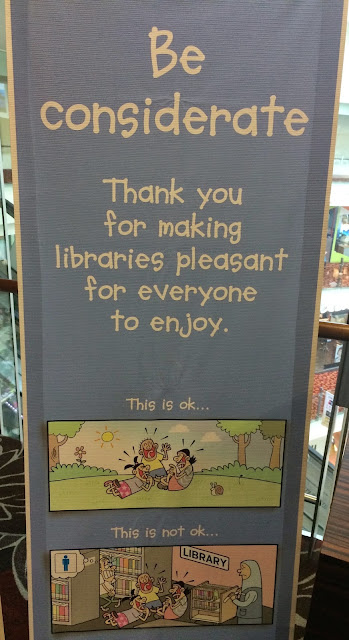 Be
considerate
Thank you
for making
libraries pleasant
for everyone
to enjoy.
This is ok...
This is not ok...
LIBRARY